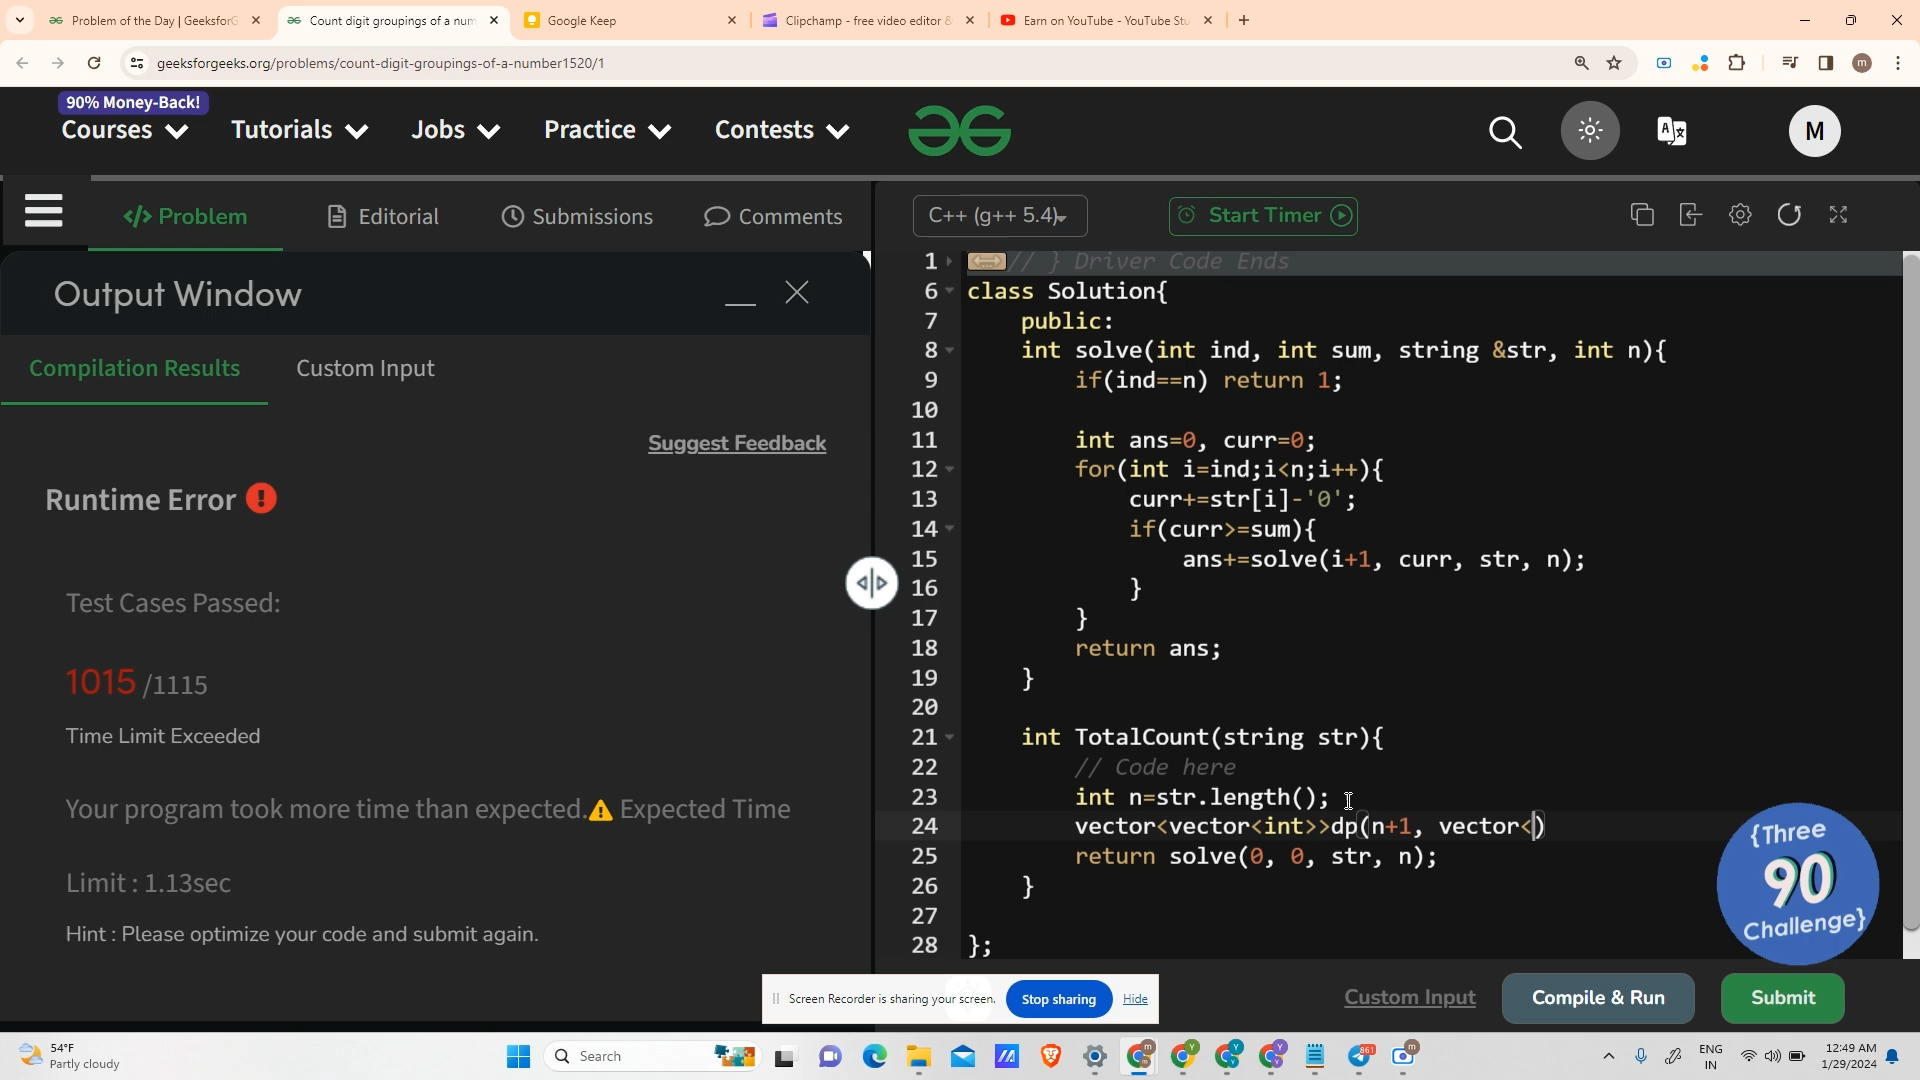 Problem of the Day | GeeksforG
Count digit groupings of a num
Google Keep
Clipchamp - free video editor &
Earn on YouTube - YouTube Stu
geeksforgeeks.org/problems/count-digit-groupings-of-a-number1520/1
m
90% Money-Back!
Courses
Tutorials
Jobs
Practice
Contests
M
</> Problem
Editorial
Submissions
Comments
C++ (g++ 5.4)
Start Timer
Output Window
Compilation Results
Custom Input
Suggest Feedback
Runtime Error
Test Cases Passed:
1015 /1115
Time Limit Exceeded
Your program took more time than expected. Expected Time
Limit : 1.13sec
Hint : Please optimize your code and submit again.
1 // } Driver Code Ends
6 class Solution{
7 public:
8 int solve(int ind, int sum, string &str, int n){
9 if(ind==n) return 1;
10
11 int ans=0, curr=0;
12 for(int i=ind;i<n;i++){
13 curr+=str[i]-'0';
14 if(curr>=sum){
15 ans+=solve(i+1, curr, str, n);
16 }
17 }
18 return ans;
19 }
20
21 int TotalCount(string str){
22 // Code here
23 int n=str.length();
24 vector<vector<int>>dp(n+1, vector<)
25 return solve(0, 0, str, n);
26 }
27
28 };
{Three
90
Challenge}
Custom Input
Compile & Run
Submit
Screen Recorder is sharing your screen.
Stop sharing
Hide
54°F
Partly cloudy
Search
861
ENG
IN
12:49 AM
1/29/2024